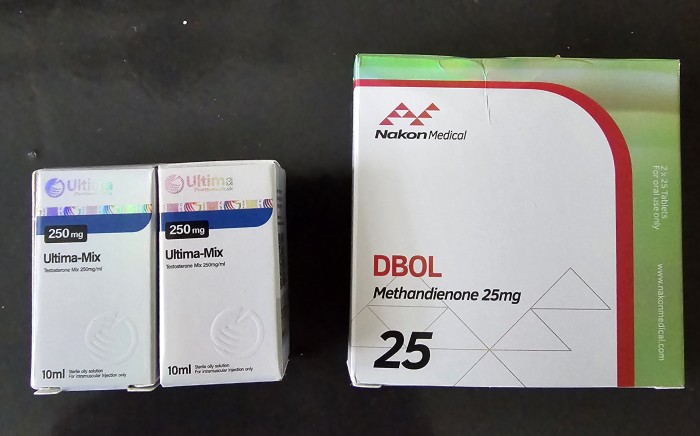 Ultima
Pharmaceuticals
250 mg
Ultima-Mix
Testosterone Mix 250mg/ml
10ml
Sterile oily solution
For intramuscular injection only
Ultima
Pharmaceuticals
250 mg
Ultima-Mix
Testosterone Mix 250mg/ml
10ml
Sterile oily solution
For intramuscular injection only
Nakon Medical
DBOL
Methandienone 25mg
25
2 x 25 Tablets
For oral use only
www.nakonmedical.com